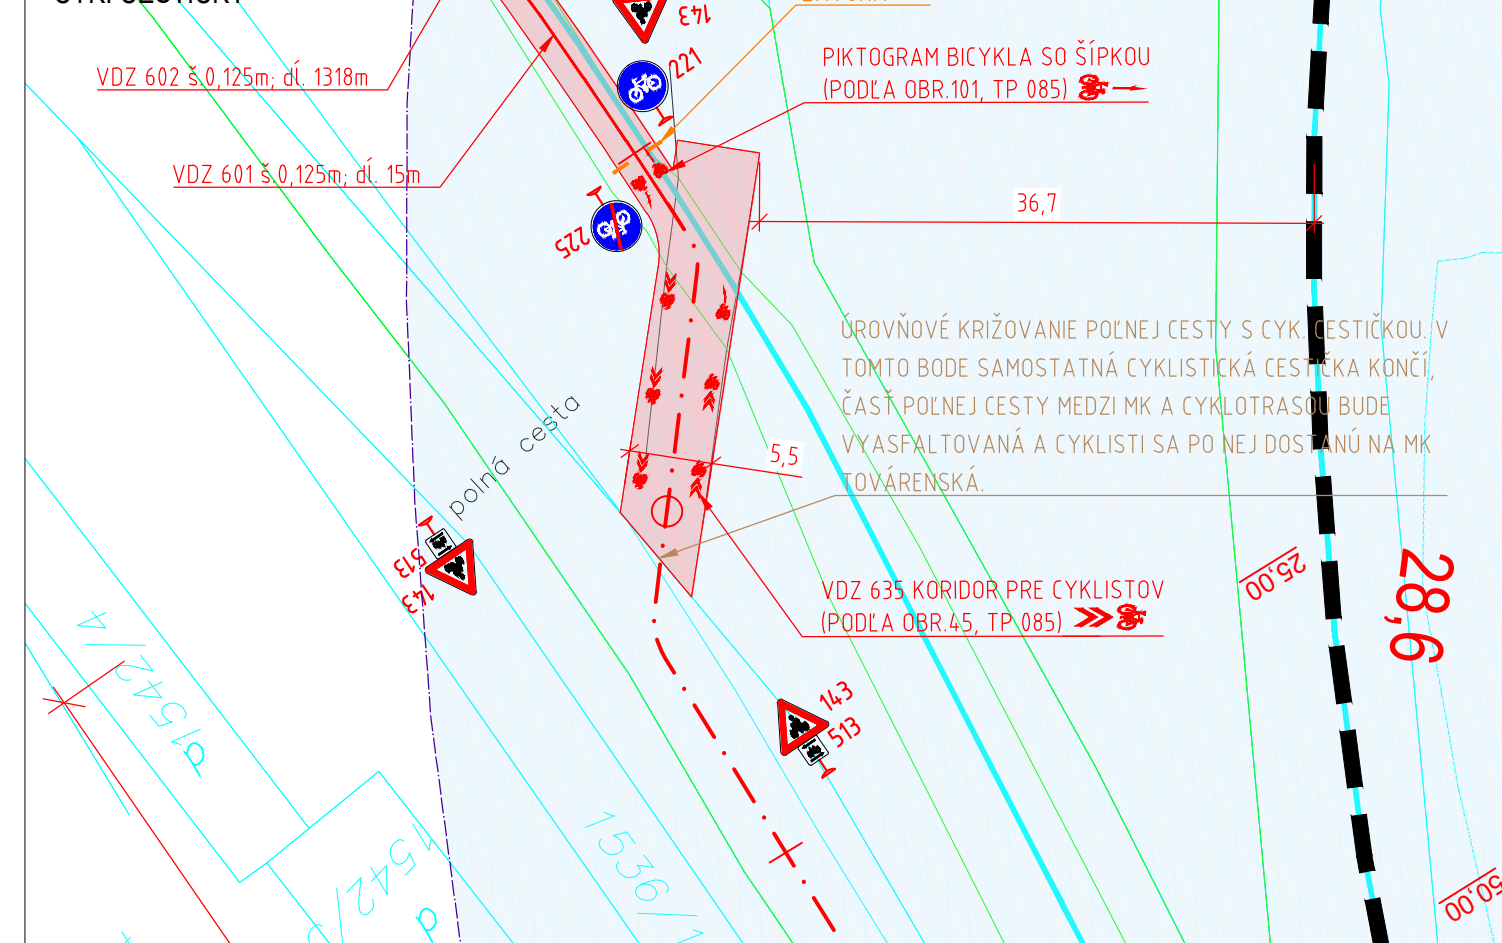 143
221
PIKTOGRAM BICYKLA SO ŠÍPKOU
(PODĽA OBR.101, TP 085)
VDZ 602 š.0,125m; dĺ. 1318m
VDZ 601 š.0,125m; dĺ. 15m
36,7
225
ÚROVŇOVÉ KRIŽOVANIE POĽNEJ CESTY S CYK. CESTIČKOU. V
TOMTO BODE SAMOSTATNÁ CYKLISTICKÁ CESTIČKA KONČÍ,
ČASŤ POĽNEJ CESTY MEDZI MK A CYKLOTRASOU BUDE
VYASFALTOVANÁ A CYKLISTI SA PO NEJ DOSTANÚ NA MK
TOVÁRENSKÁ.
polná cesta
5,5
513
143
25,00
28,6
VDZ 635 KORIDOR PRE CYKLISTOV
(PODĽA OBR.45, TP 085)
143
513
1542/4
a
1536/1
1542/
a
50,00